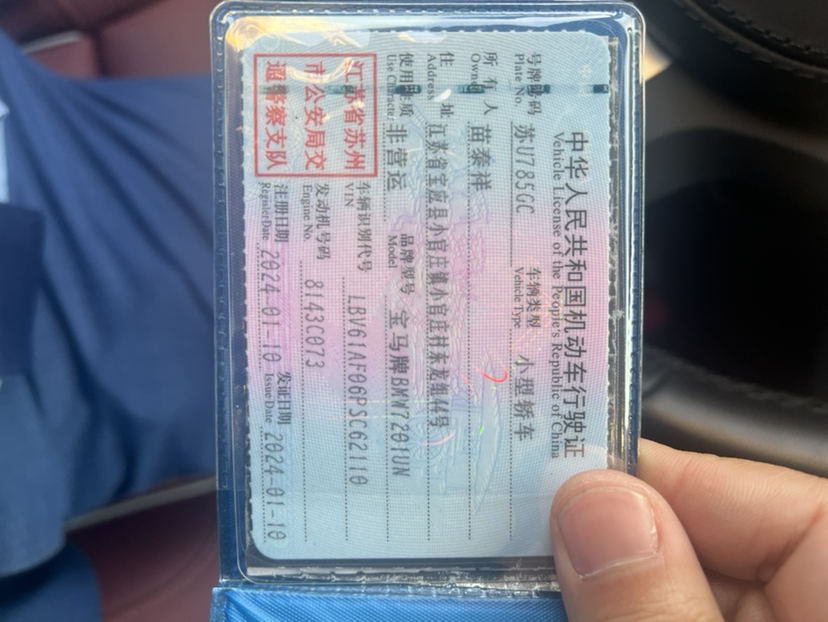 中华人民共和国机动车行驶证
Vehicle License of the People's Republic of China
号牌号码 苏U785GC 车辆类型 小型轿车
Plate No. Vehicle Type
所有人 苗泰祥
Owner
住址 江苏省宝应县小官庄镇小官庄村东龙组44号
Address
使用性质 非营运 品牌型号 宝马牌BMW7201UN
Use Character Model
江苏省苏州
市公安局交
通警察支队
车辆识别代号 LBV61AF06PSC62110
VIN
发动机号码 8143C073
Engine No.
注册日期 2024-01-10 发证日期 2024-01-10
Register Date Issue Date